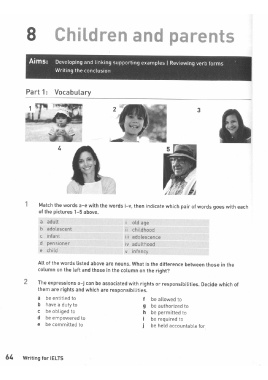 8 Children and parents
Aims: Developing and linking supporting examples | Reviewing verb forms
Writing the conclusion
Part 1: Vocabulary
1 2 3
4 5
1 Match the words a–e with the words i–v, then indicate which pair of words goes with each
of the pictures 1–5 above.
a adult i old age
b adolescent ii childhood
c infant iii adolescence
d pensioner iv adulthood
e child v infancy
All of the words listed above are nouns. What is the difference between those in the
column on the left and those in the column on the right?
2 The expressions a–j can be associated with rights or responsibilities. Decide which of
them are rights and which are responsibilities.
a be entitled to f be allowed to
b have a duty to g be authorized to
c be obliged to h be permitted to
d be empowered to i be required to
e be committed to j be held accountable for
64 Writing for IELTS